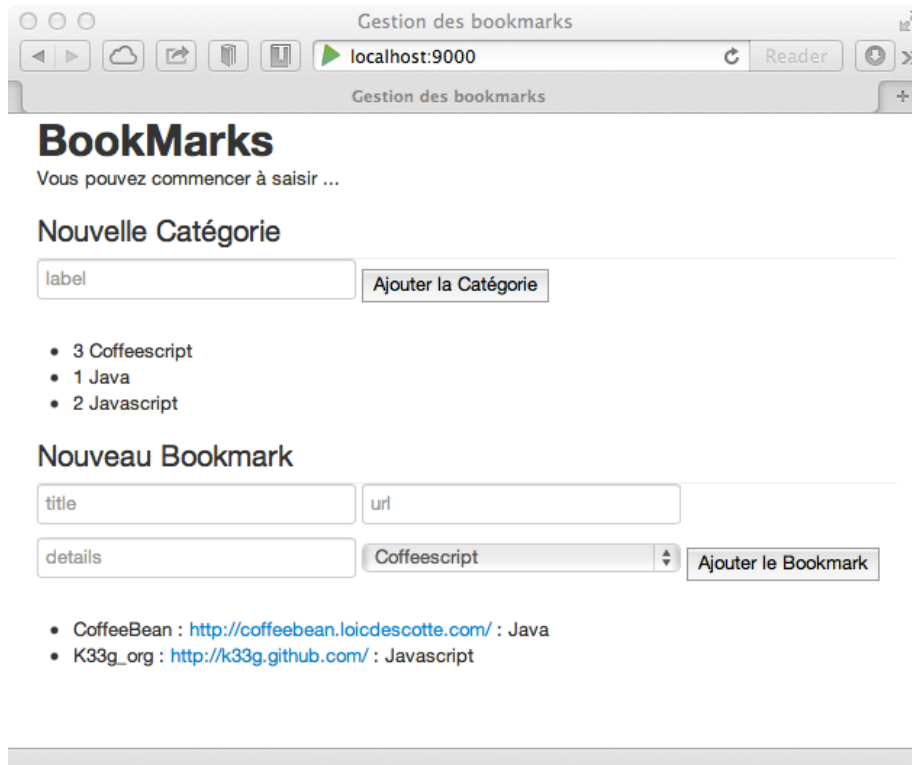 Gestion des bookmarks
localhost:9000 Reader
Gestion des bookmarks
BookMarks
Vous pouvez commencer à saisir ...
Nouvelle Catégorie
label Ajouter la Catégorie
• 3 Coffeescript
• 1 Java
• 2 Javascript
Nouveau Bookmark
title url
details Coffeescript Ajouter le Bookmark
• CoffeeBean : http://coffeebean.loicdescotte.com/ : Java
• K33g_org : http://k33g.github.com/ : Javascript